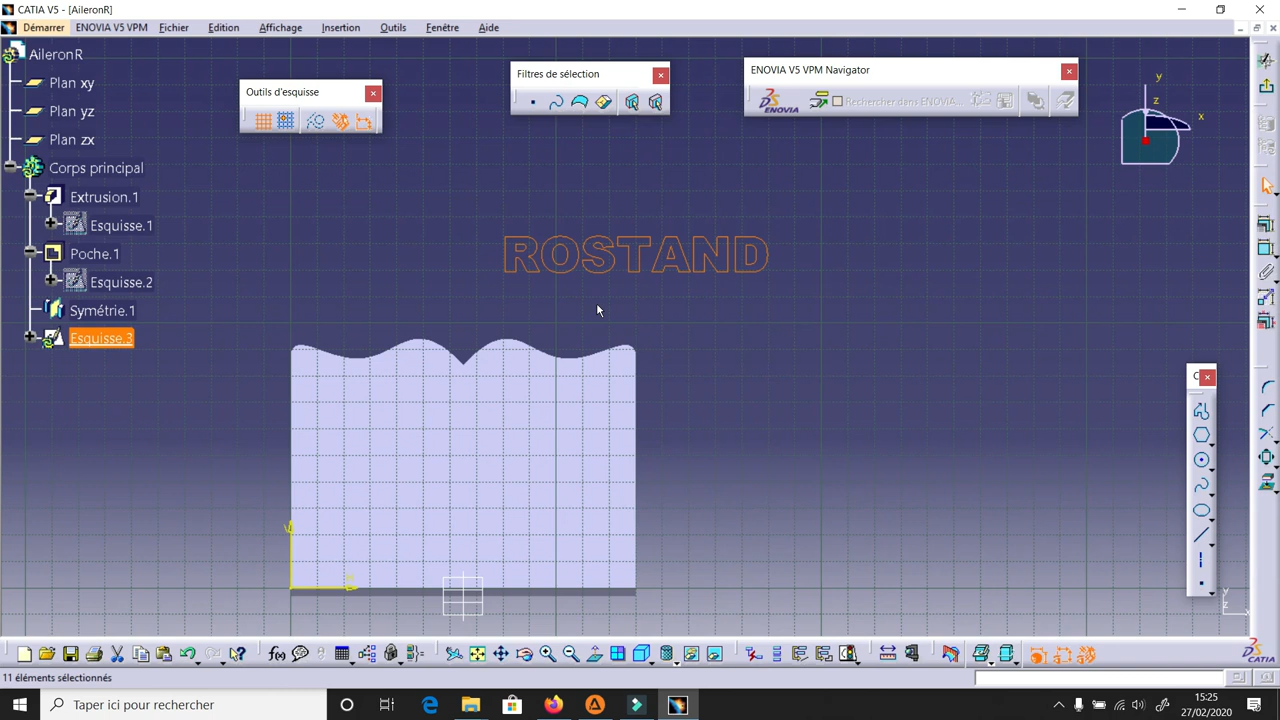 CATIA V5 - [AileronR]
Démarrer ENOVIA V5 VPM Fichier Edition Affichage Insertion Outils Fenêtre Aide
AileronR
Plan xy
Plan yz
Plan zx
Corps principal
Extrusion.1
Esquisse.1
Poche.1
Esquisse.2
Symétrie.1
Esquisse.3
Outils d'esquisse
Filtres de sélection
ENOVIA V5 VPM Navigator
ENOVIA
Rechercher dans ENOVIA...
y
z
x
ROSTAND
C
V
H
y
z
f(x)
CATIA
11 éléments sélectionnés
Taper ici pour rechercher
15:25
27/02/2020